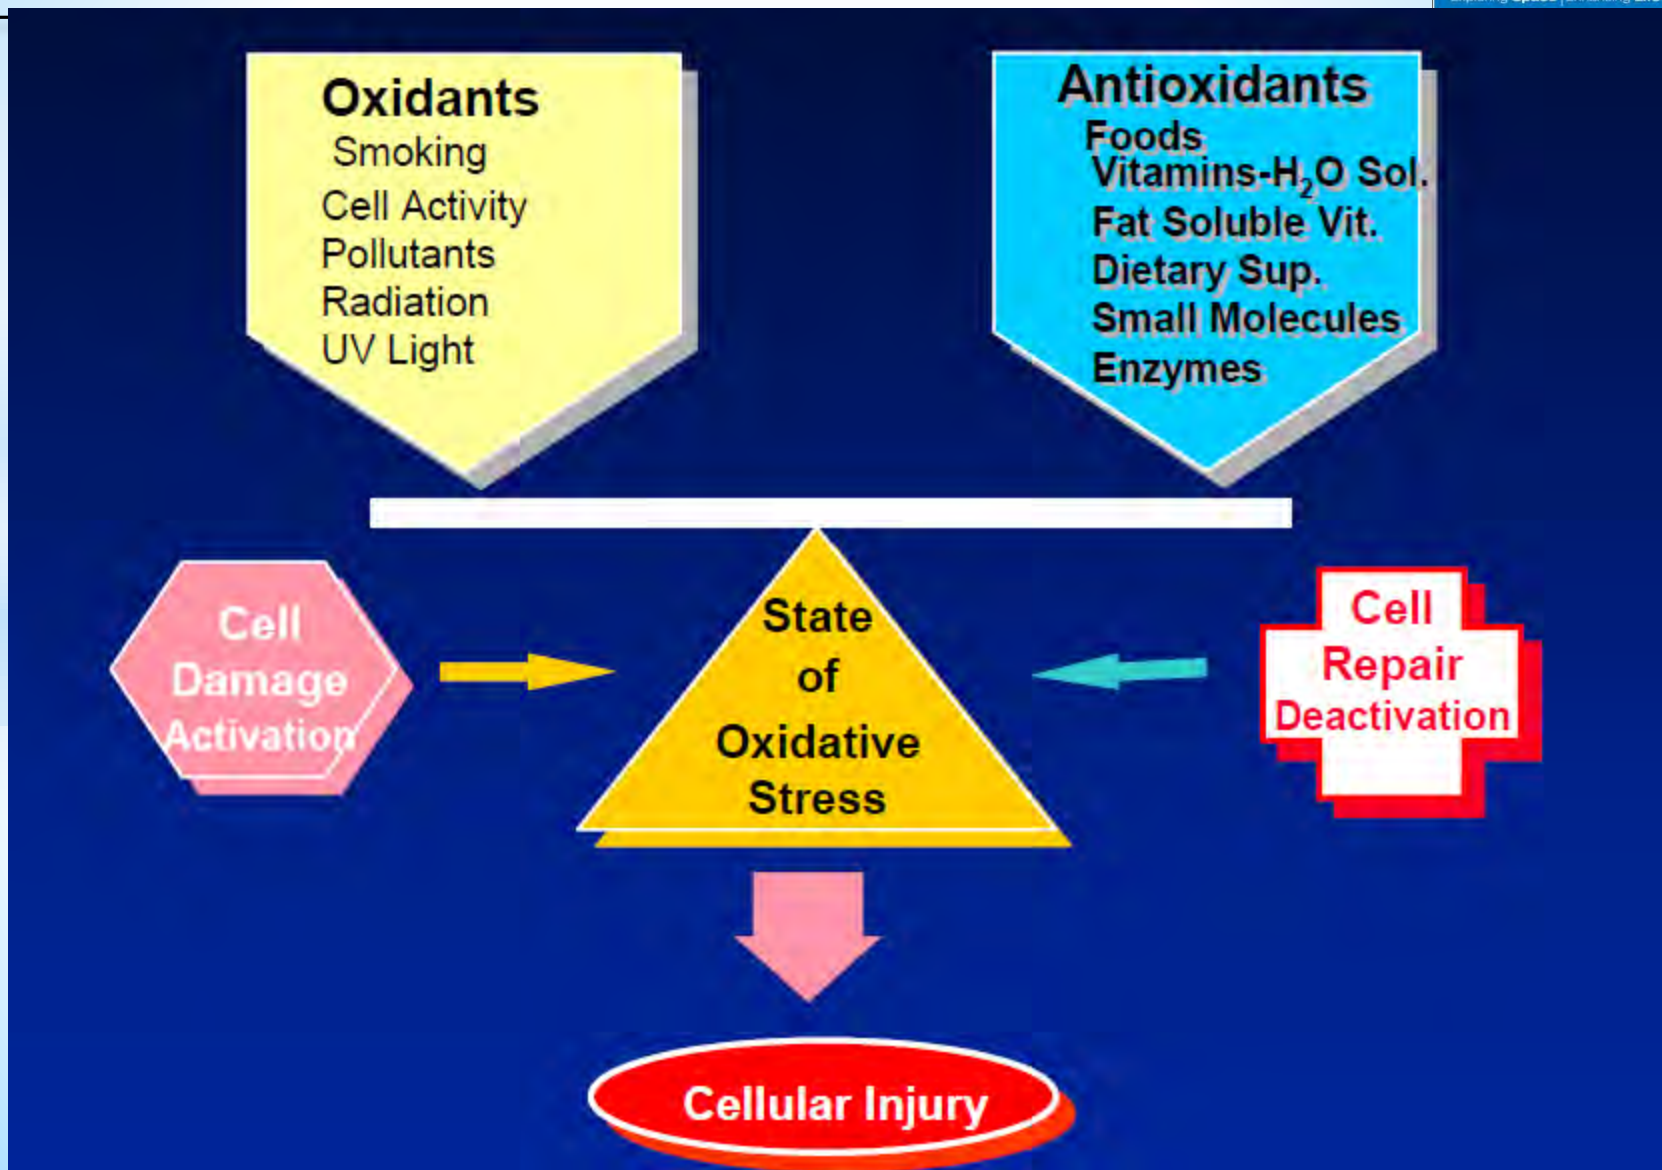 Oxidants
Smoking
Cell Activity
Pollutants
Radiation
UV Light
Antioxidants
Foods
Vitamins-H₂O Sol.
Fat Soluble Vit.
Dietary Sup.
Small Molecules
Enzymes
Cell
Damage
Activation
State
of
Oxidative
Stress
Cell
Repair
Deactivation
Cellular Injury